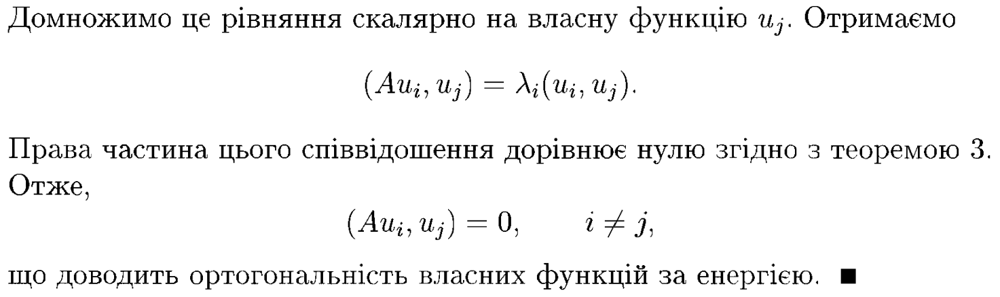 Домножимо це рівняння скалярно на власну функцію $u_j$. Отримаємо
$(Au_i, u_j) = \lambda_i(u_i, u_j).$
Права частина цього співвідошення дорівнює нулю згідно з теоремою 3.
Отже,
$(Au_i, u_j) = 0, \qquad i \neq j,$
що доводить ортогональність власних функцій за енергією. ■